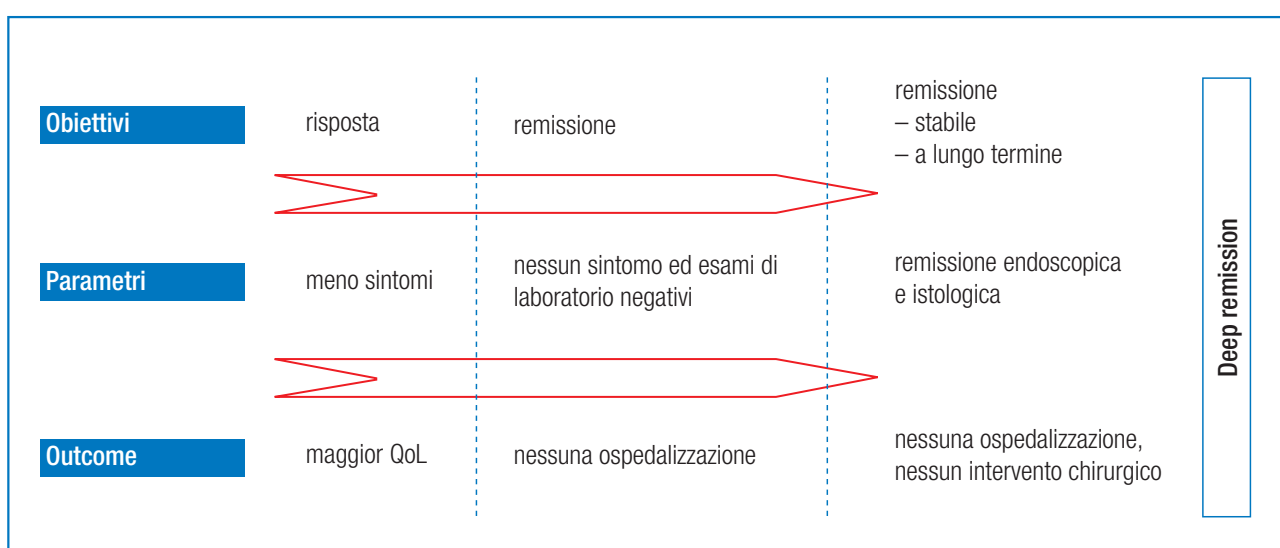 Obiettivi
risposta
remissione
remissione
– stabile
– a lungo termine
Parametri
meno sintomi
nessun sintomo ed esami di
laboratorio negativi
remissione endoscopica
e istologica
Outcome
maggior QoL
nessuna ospedalizzazione
nessuna ospedalizzazione,
nessun intervento chirurgico
Deep remission